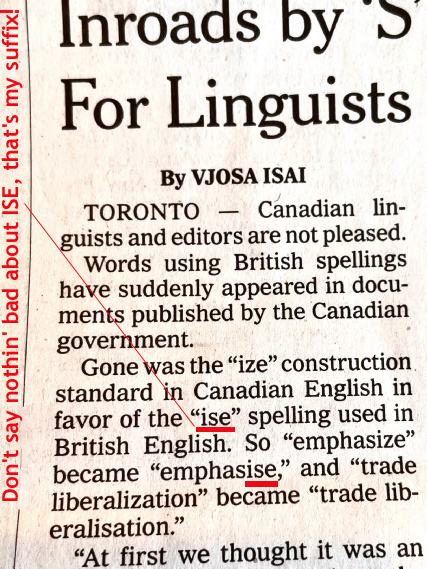 Don't say nothin' bad about ISE, that's my suffix!
Inroads by 'S'
For Linguists
By VJOSA ISAI
TORONTO — Canadian lin-
guists and editors are not pleased.
Words using British spellings
have suddenly appeared in docu-
ments published by the Canadian
government.
Gone was the “ize” construction
standard in Canadian English in
favor of the “ise” spelling used in
British English. So “emphasize”
became “emphasise,” and “trade
liberalization” became “trade lib-
eralisation.”
“At first we thought it was an